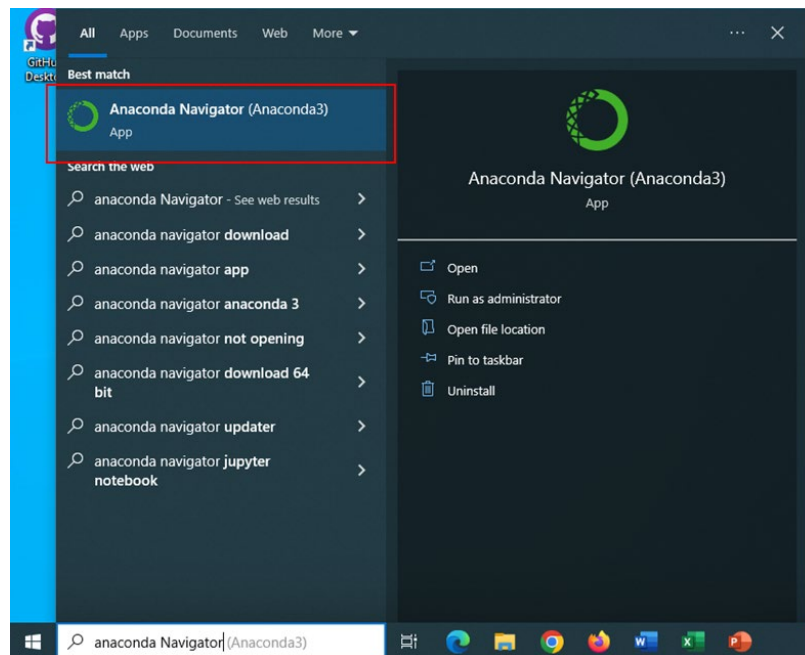 GitHu
Deskt
All Apps Documents Web More
Best match
Anaconda Navigator (Anaconda3)
App
Search the web
anaconda Navigator - See web results
anaconda navigator download
anaconda navigator app
anaconda navigator anaconda 3
anaconda navigator not opening
anaconda navigator download 64
bit
anaconda navigator updater
anaconda navigator jupyter
notebook
Anaconda Navigator (Anaconda3)
App
Open
Run as administrator
Open file location
Pin to taskbar
Uninstall
anaconda Navigator (Anaconda3)